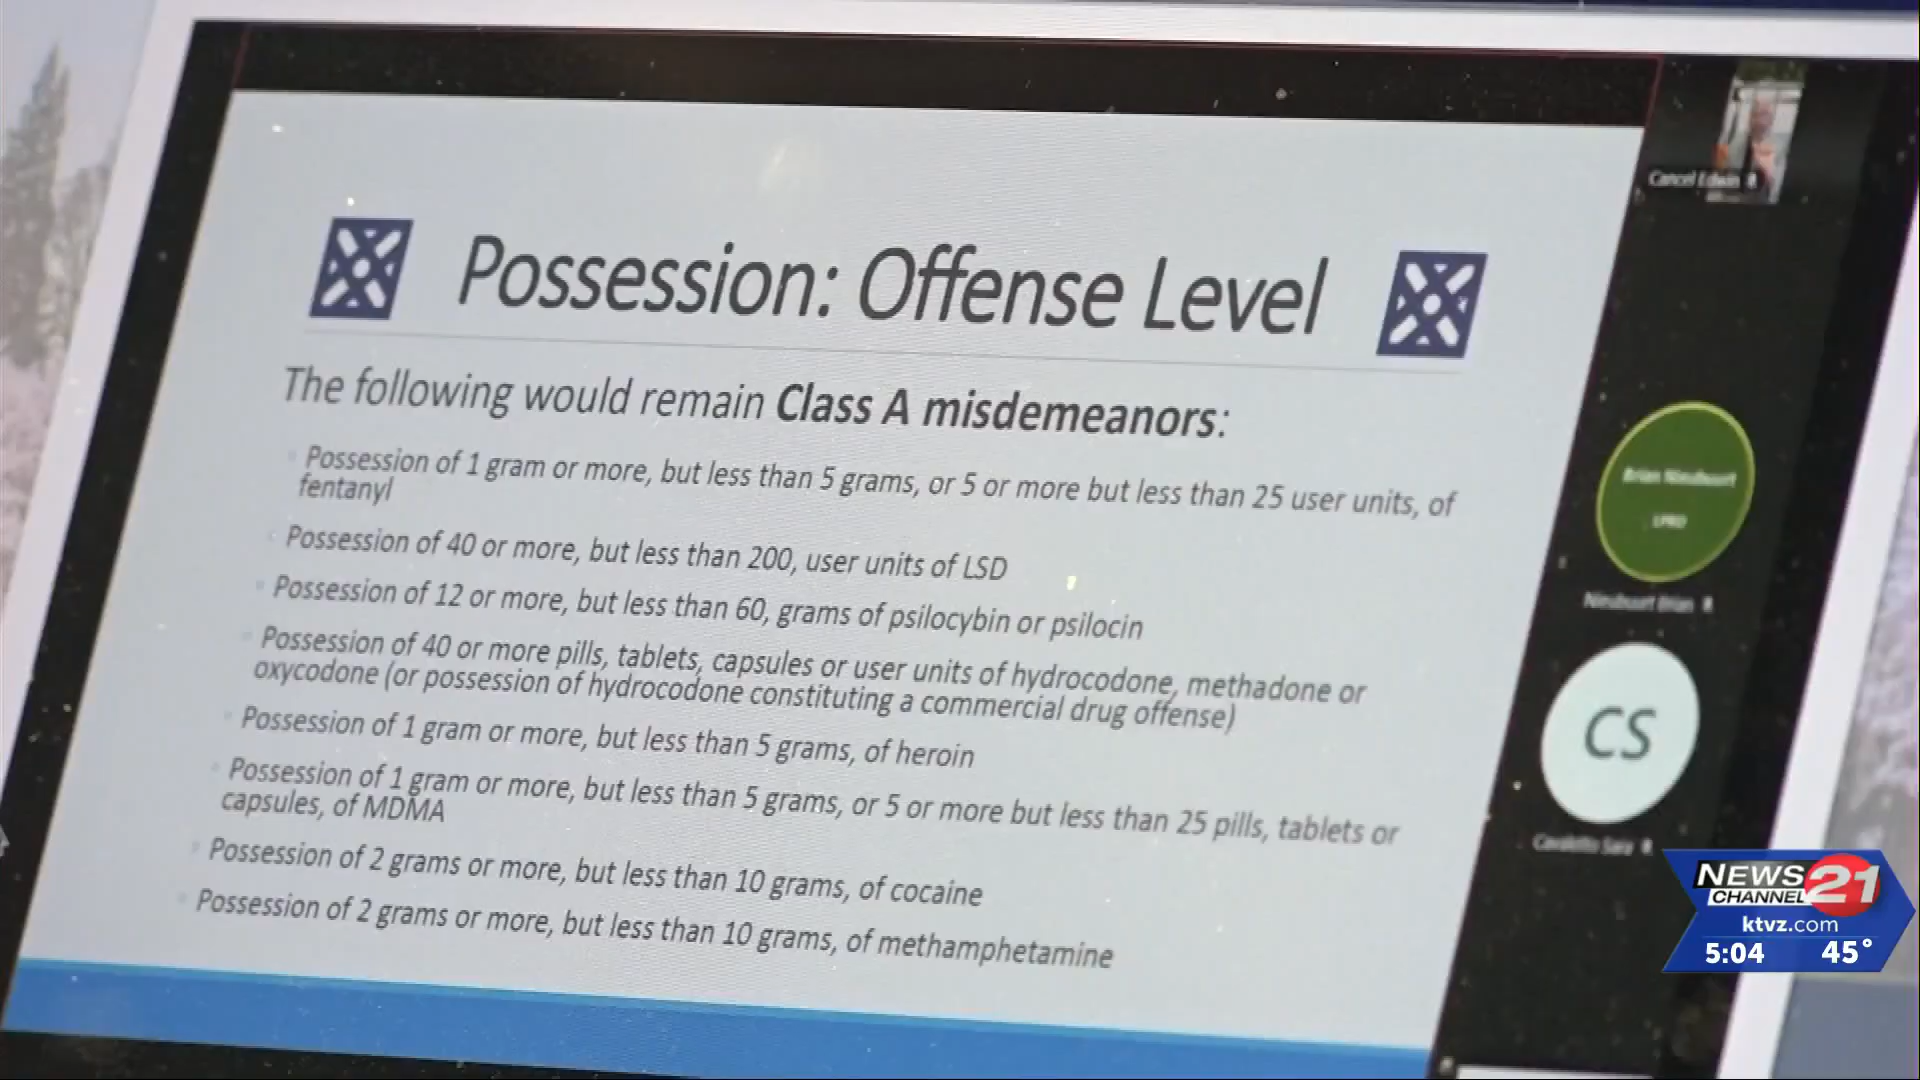 Possession: Offense Level
The following would remain Class A misdemeanors:
Possession of 1 gram or more, but less than 5 grams, or 5 or more but less than 25 user units, of
fentanyl
Possession of 40 or more, but less than 200, user units of LSD
Possession of 12 or more, but less than 60, grams of psilocybin or psilocin
Possession of 40 or more pills, tablets, capsules or user units of hydrocodone, methadone or
oxycodone (or possession of hydrocodone constituting a commercial drug offense)
Possession of 1 gram or more, but less than 5 grams, of heroin
Possession of 1 gram or more, but less than 5 grams, or 5 or more but less than 25 pills, tablets or
capsules, of MDMA
Possession of 2 grams or more, but less than 10 grams, of cocaine
Possession of 2 grams or more, but less than 10 grams, of methamphetamine
Cancel Edwin
Brian Nieubuurt
LPRO
Nieubuurt Brian
CS
Sara
NEWS
CHANNEL 21
ktvz.com
5:04 45°